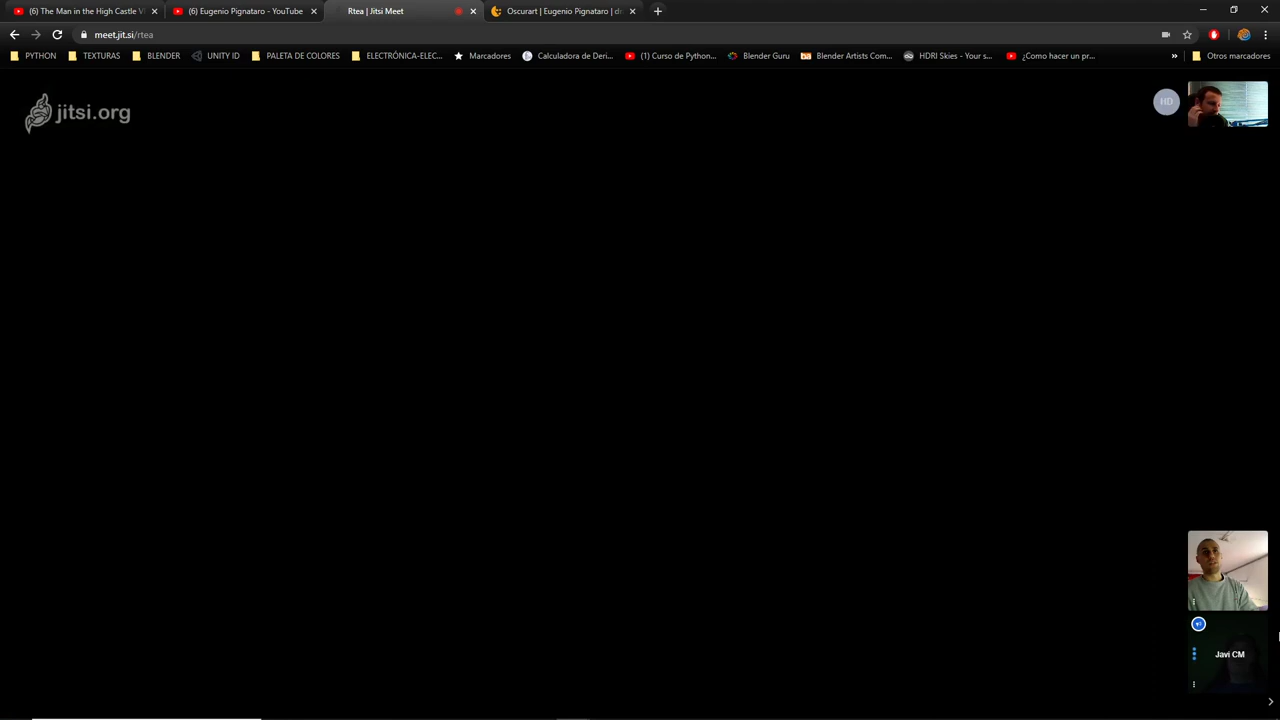 (6) The Man in the High Castle V
(6) Eugenio Pignataro - YouTube
Rtea | Jitsi Meet
Oscurart | Eugenio Pignataro | dr
meet.jit.si/rtea
PYTHON
TEXTURAS
BLENDER
UNITY ID
PALETA DE COLORES
ELECTRÓNICA-ELEC...
Marcadores
Calculadora de Deri...
(1) Curso de Python...
Blender Guru
Blender Artists Com...
HDRI Skies - Your s...
¿Como hacer un pr...
»
Otros marcadores
jitsi.org
HD
Javi CM